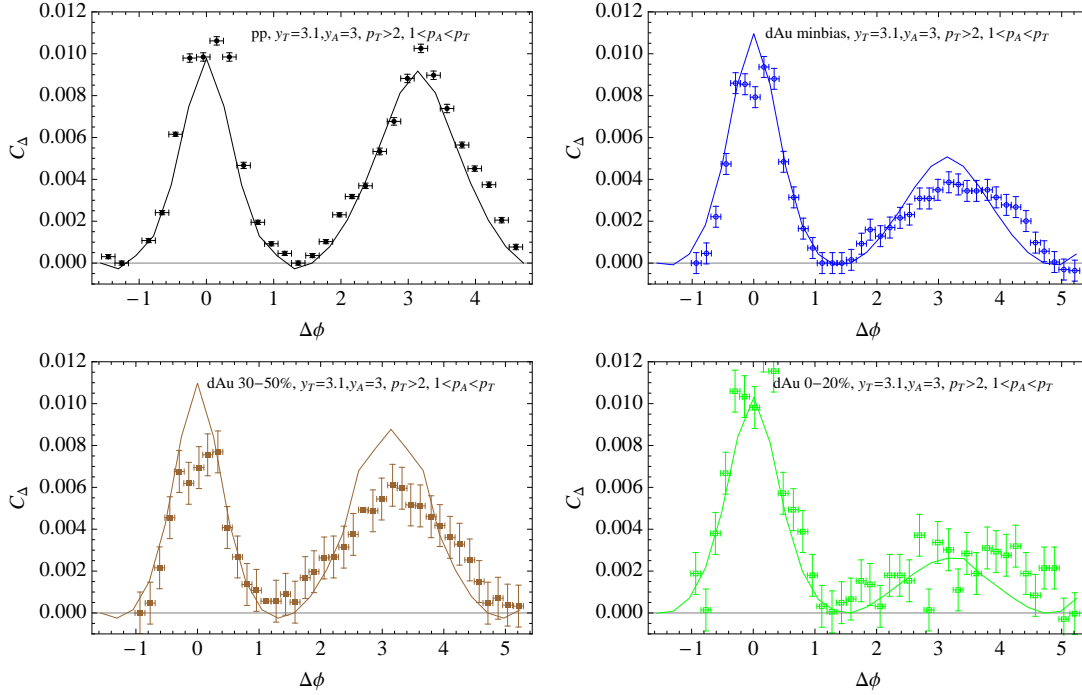 pp, y_T=3.1,y_A=3, p_T>2, 1<p_A<p_T
0.012
0.010
0.008
0.006
0.004
0.002
0.000
C_Δ
−1 0 1 2 3 4
Δϕ
dAu minbias, y_T=3.1,y_A=3, p_T>2, 1<p_A<p_T
0.012
0.010
0.008
0.006
0.004
0.002
0.000
C_Δ
−1 0 1 2 3 4 5
Δϕ
dAu 30−50%, y_T=3.1,y_A=3, p_T>2, 1<p_A<p_T
0.012
0.010
0.008
0.006
0.004
0.002
0.000
C_Δ
−1 0 1 2 3 4 5
Δϕ
dAu 0−20%, y_T=3.1,y_A=3, p_T>2, 1<p_A<p_T
0.012
0.010
0.008
0.006
0.004
0.002
0.000
C_Δ
−1 0 1 2 3 4 5
Δϕ